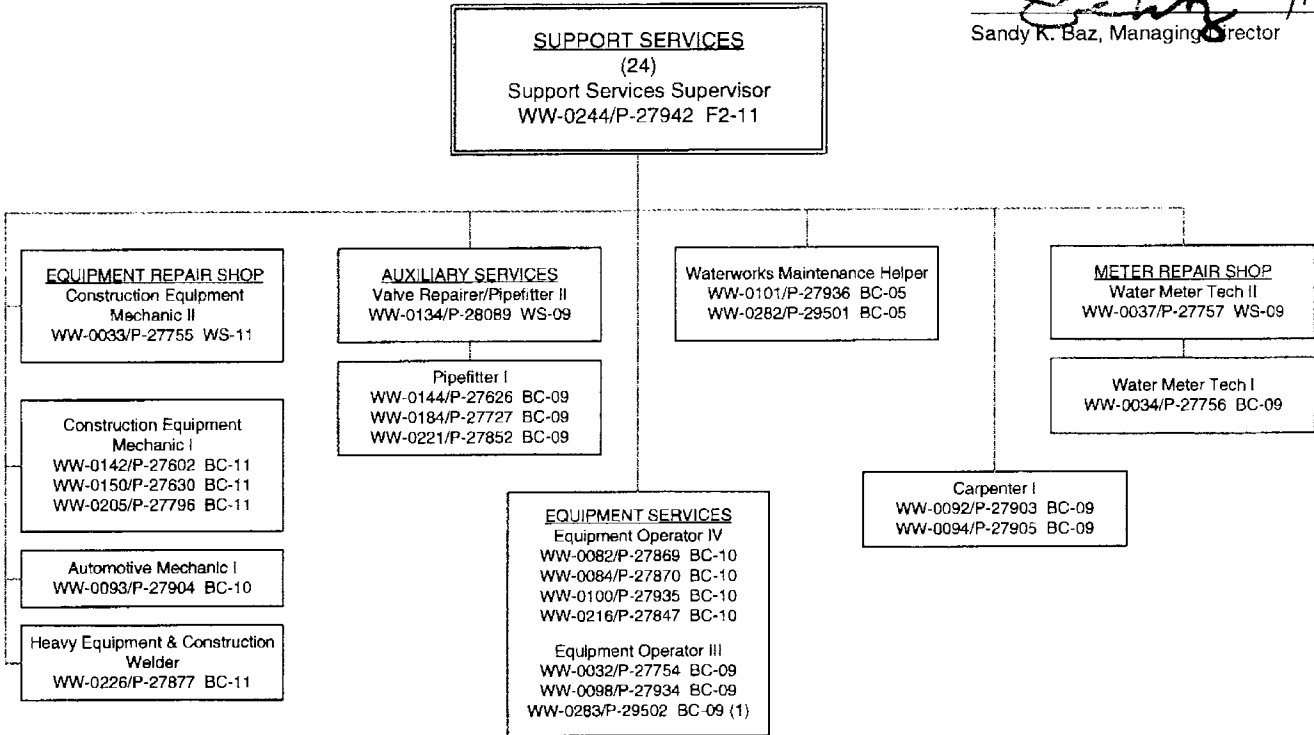 Sandy K. Baz, Managing Director
SUPPORT SERVICES
(24)
Support Services Supervisor
WW-0244/P-27942 F2-11
EQUIPMENT REPAIR SHOP
Construction Equipment
Mechanic II
WW-0033/P-27755 WS-11
Construction Equipment
Mechanic I
WW-0142/P-27602 BC-11
WW-0150/P-27630 BC-11
WW-0205/P-27796 BC-11
Automotive Mechanic I
WW-0093/P-27904 BC-10
Heavy Equipment & Construction
Welder
WW-0226/P-27877 BC-11
AUXILIARY SERVICES
Valve Repairer/Pipefitter II
WW-0134/P-28089 WS-09
Pipefitter I
WW-0144/P-27626 BC-09
WW-0184/P-27727 BC-09
WW-0221/P-27852 BC-09
EQUIPMENT SERVICES
Equipment Operator IV
WW-0082/P-27869 BC-10
WW-0084/P-27870 BC-10
WW-0100/P-27935 BC-10
WW-0216/P-27847 BC-10
Equipment Operator III
WW-0032/P-27754 BC-09
WW-0098/P-27934 BC-09
WW-0283/P-29502 BC-09 (1)
Waterworks Maintenance Helper
WW-0101/P-27936 BC-05
WW-0282/P-29501 BC-05
Carpenter I
WW-0092/P-27903 BC-09
WW-0094/P-27905 BC-09
METER REPAIR SHOP
Water Meter Tech II
WW-0037/P-27757 WS-09
Water Meter Tech I
WW-0034/P-27756 BC-09